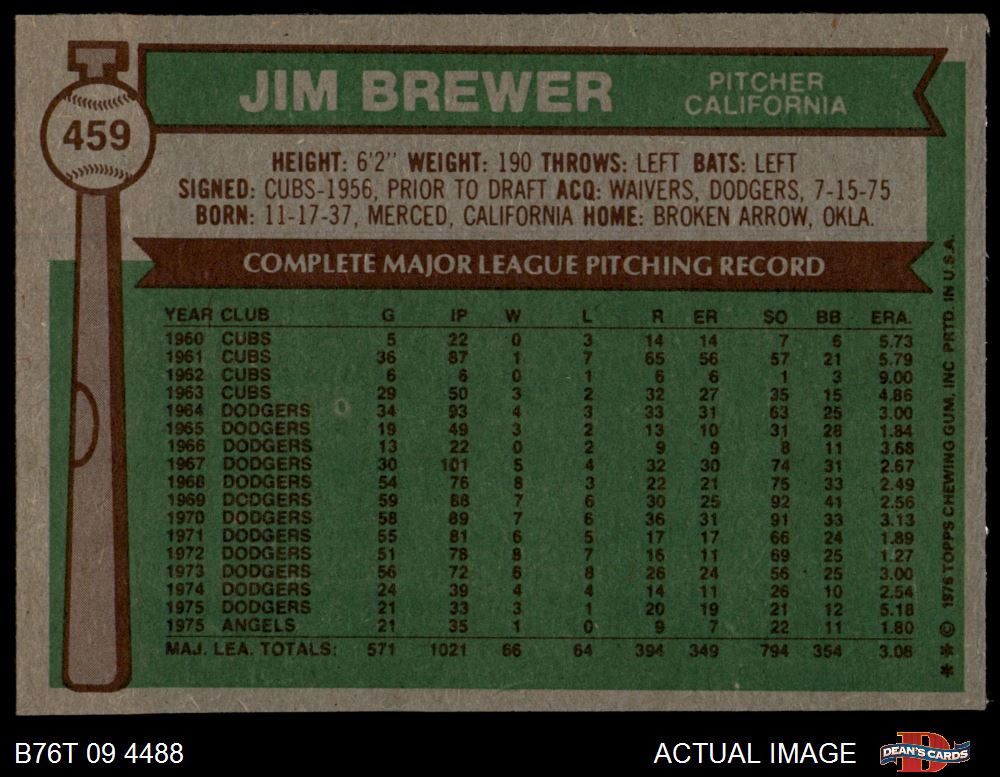 459
JIM BREWER
PITCHER
CALIFORNIA
HEIGHT: 6'2" WEIGHT: 190 THROWS: LEFT BATS: LEFT
SIGNED: CUBS-1956, PRIOR TO DRAFT ACQ: WAIVERS, DODGERS, 7-15-75
BORN: 11-17-37, MERCED, CALIFORNIA HOME: BROKEN ARROW, OKLA.
COMPLETE MAJOR LEAGUE PITCHING RECORD
YEAR CLUB G IP W L R ER SO BB ERA.
1960 CUBS 5 22 0 3 14 14 7 6 5.73
1961 CUBS 36 87 1 7 65 56 57 21 5.79
1962 CUBS 6 6 0 1 6 6 1 3 9.00
1963 CUBS 29 50 3 2 32 27 35 15 4.86
1964 DODGERS 34 93 4 3 33 31 63 25 3.00
1965 DODGERS 19 49 3 2 13 10 31 28 1.84
1966 DODGERS 13 22 0 2 9 9 8 11 3.68
1967 DODGERS 30 101 5 4 32 30 74 31 2.67
1968 DODGERS 54 76 8 3 22 21 75 33 2.49
1969 DODGERS 59 88 7 6 30 25 92 41 2.56
1970 DODGERS 58 89 7 6 36 31 91 33 3.13
1971 DODGERS 55 81 6 5 17 17 66 24 1.89
1972 DODGERS 51 78 8 7 16 11 69 25 1.27
1973 DODGERS 56 72 6 8 26 24 56 25 3.00
1974 DODGERS 24 39 4 4 14 11 26 10 2.54
1975 DODGERS 21 33 3 1 20 19 21 12 5.18
1975 ANGELS 21 35 1 0 9 7 22 11 1.80
MAJ. LEA. TOTALS: 571 1021 66 64 394 349 794 354 3.08
** © 1976 TOPPS CHEWING GUM, INC PRTD. IN U.S.A.
B76T 09 4488
ACTUAL IMAGE
D
DEAN'S CARDS